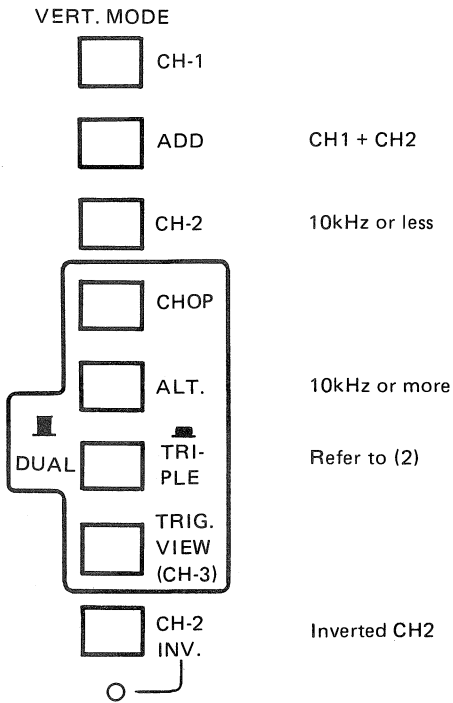 VERT. MODE
CH-1
ADD
CH1 + CH2
CH-2
10kHz or less
CHOP
ALT.
10kHz or more
DUAL
TRI-
PLE
Refer to (2)
TRIG.
VIEW
(CH-3)
CH-2
INV.
Inverted CH2